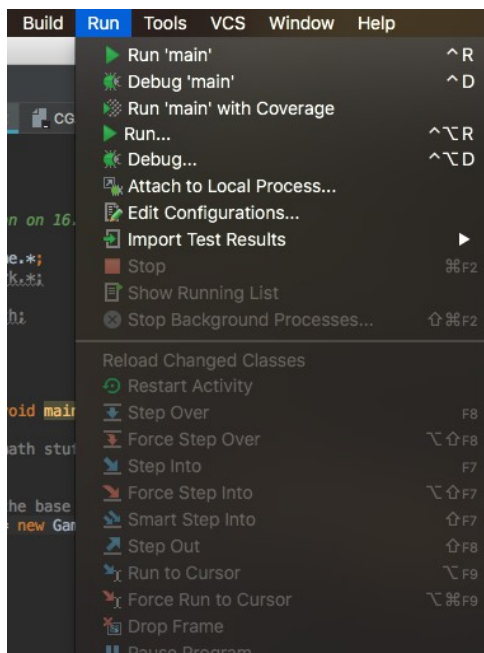 Build Run Tools VCS Window Help
Run 'main' ^R
Debug 'main' ^D
Run 'main' with Coverage
Run... ^⌥R
Debug... ^⌥D
Attach to Local Process...
Edit Configurations...
Import Test Results ▶
Stop ⌘F2
Show Running List
Stop Background Processes... ⇧⌘F2
Reload Changed Classes
Restart Activity
Step Over F8
Force Step Over ⌥⇧F8
Step Into F7
Force Step Into ⌥⇧F7
Smart Step Into ⇧F7
Step Out ⇧F8
Run to Cursor ⌥F9
Force Run to Cursor ⌥⌘F9
Drop Frame
Pause Program
CG
n on 16.
e.*;
k.*;
h;
oid main
ath stuf
he base
= new Gam